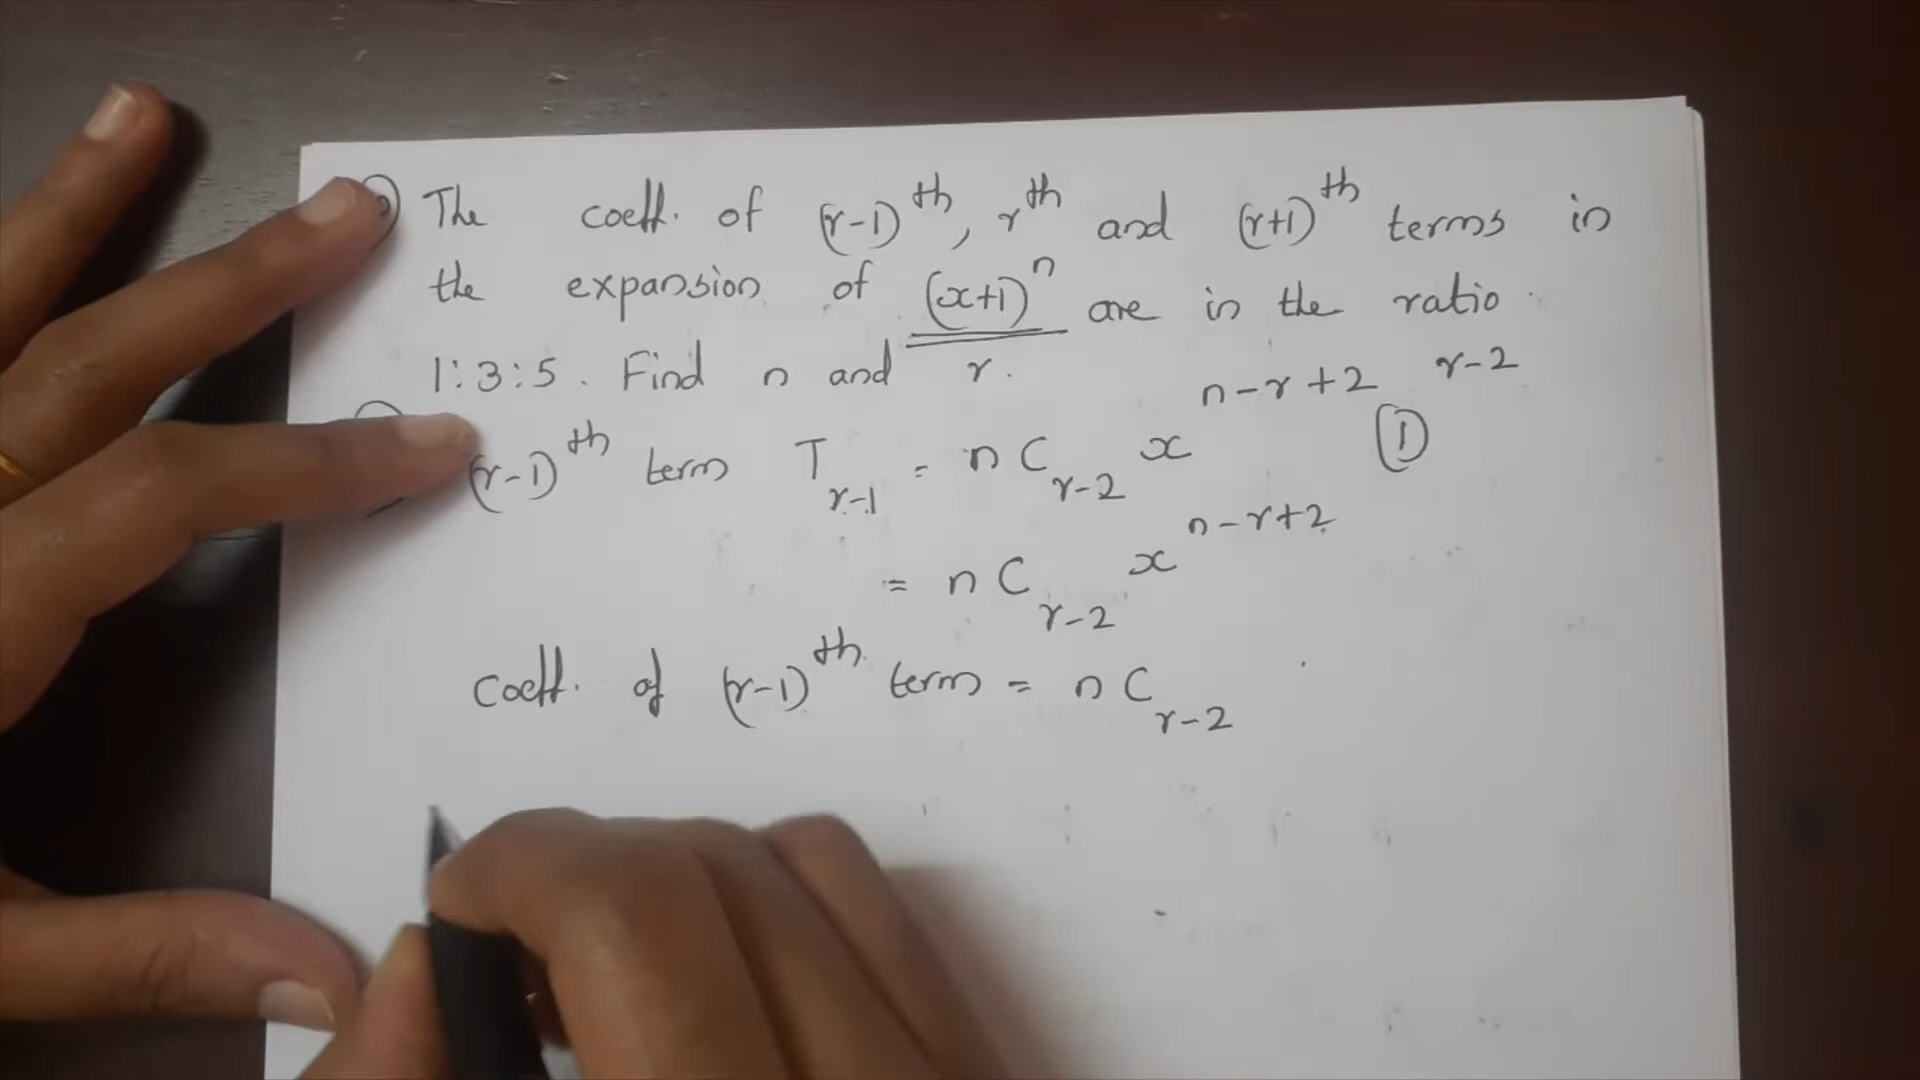 The coeff. of (r-1)^th, r^th and (r+1)^th terms in
the expansion of (x+1)^n are in the ratio
1:3:5. Find n and r.
(r-1)^th term T_{r-1} = nC_{r-2} x^{n-r+2} (1)^{r-2}
= nC_{r-2} x^{n-r+2}
Coeff. of (r-1)^th term = nC_{r-2}